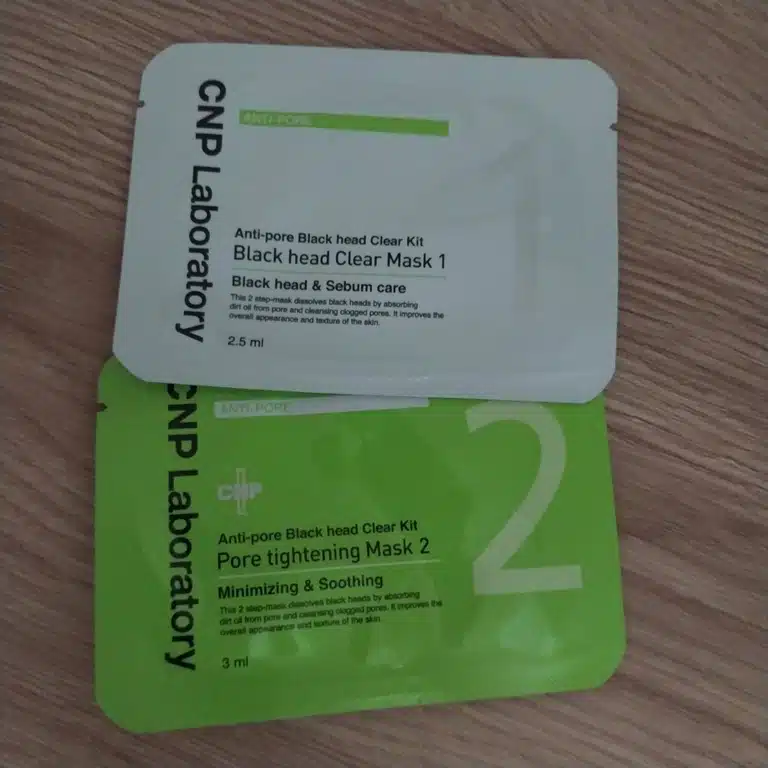 CNP Laboratory
ANTI-PORE
1
Anti-pore Black head Clear Kit
Black head Clear Mask 1
Black head & Sebum care
This 2 step-mask dissolves black heads by absorbing
dirt oil from pore and cleansing clogged pores. It improves the
overall appearance and texture of the skin.
2.5 ml
CNP Laboratory
ANTI-PORE
2
CNP
Anti-pore Black head Clear Kit
Pore tightening Mask 2
Minimizing & Soothing
This 2 step-mask dissolves black heads by absorbing
dirt oil from pore and cleansing clogged pores. It improves the
overall appearance and texture of the skin.
3 ml